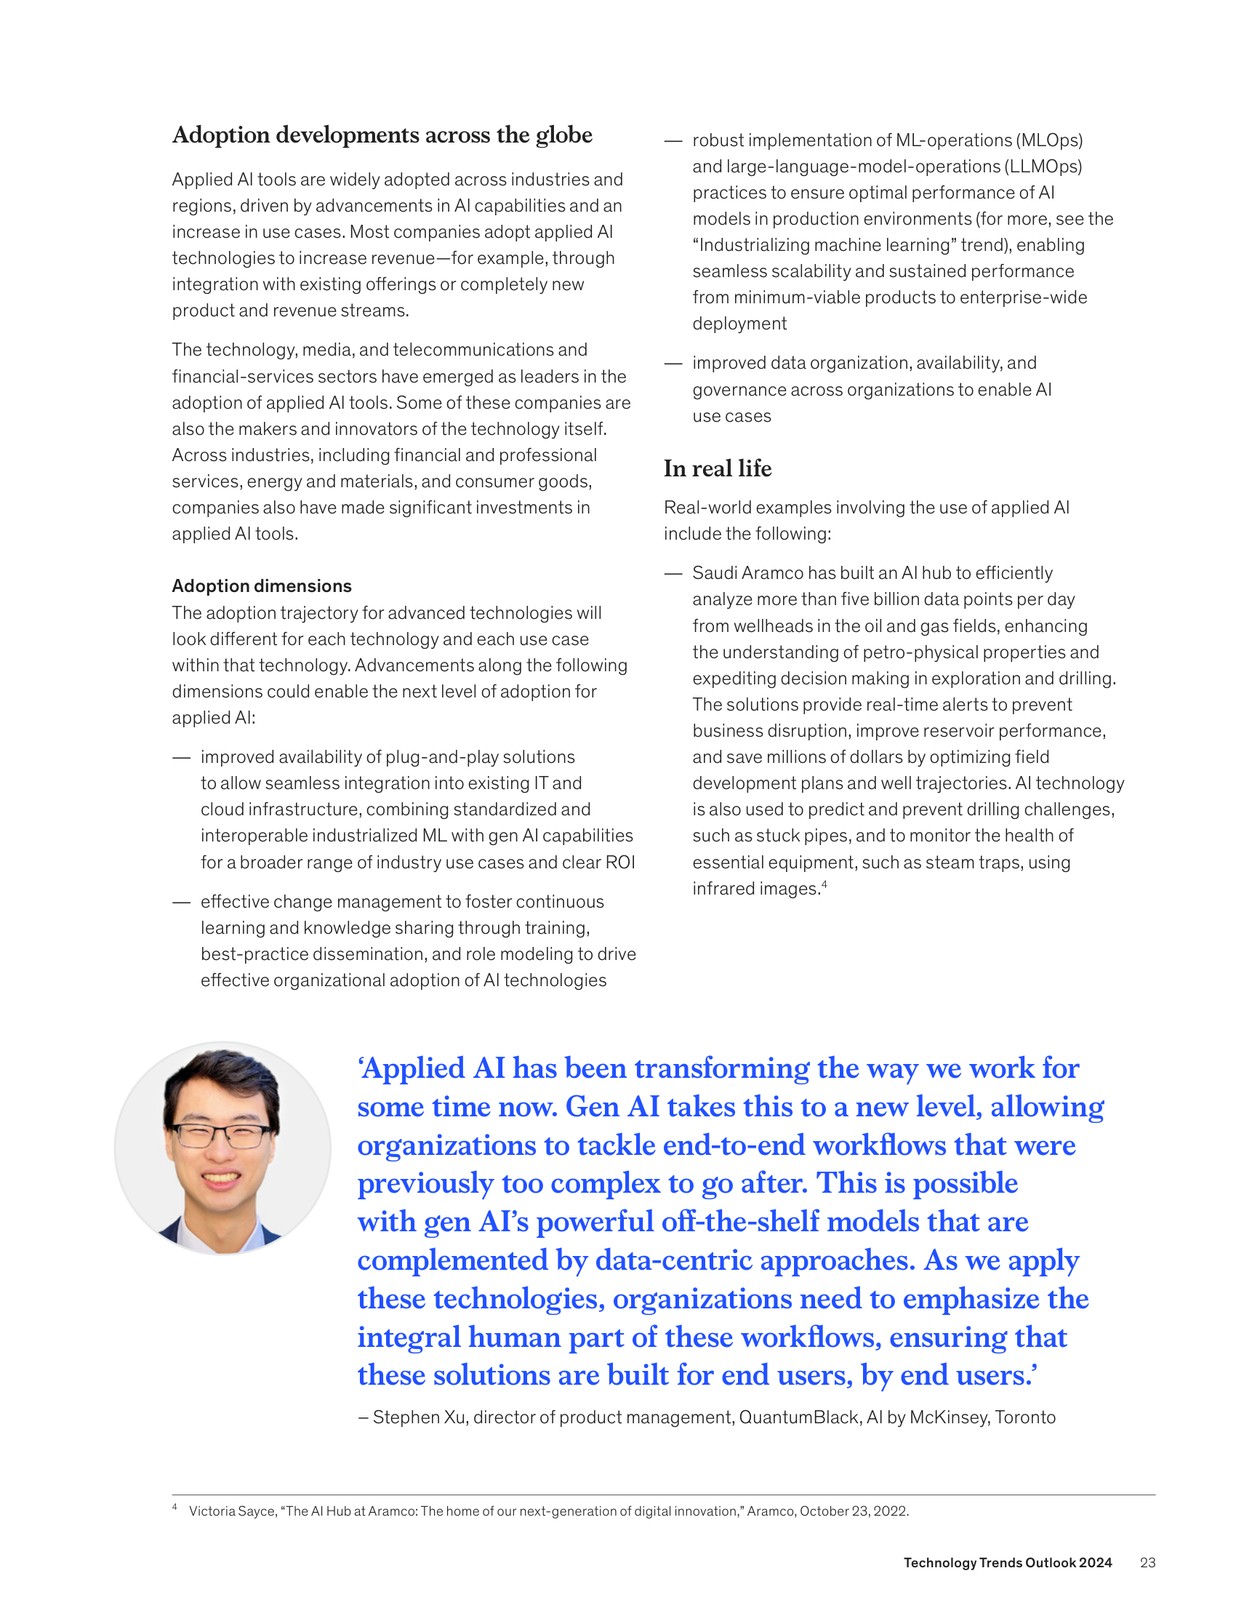 Adoption developments across the globe
Applied AI tools are widely adopted across industries and
regions, driven by advancements in AI capabilities and an
increase in use cases. Most companies adopt applied AI
technologies to increase revenue—for example, through
integration with existing offerings or completely new
product and revenue streams.
The technology, media, and telecommunications and
financial-services sectors have emerged as leaders in the
adoption of applied AI tools. Some of these companies are
also the makers and innovators of the technology itself.
Across industries, including financial and professional
services, energy and materials, and consumer goods,
companies also have made significant investments in
applied AI tools.
Adoption dimensions
The adoption trajectory for advanced technologies will
look different for each technology and each use case
within that technology. Advancements along the following
dimensions could enable the next level of adoption for
applied AI:
— improved availability of plug-and-play solutions
to allow seamless integration into existing IT and
cloud infrastructure, combining standardized and
interoperable industrialized ML with gen AI capabilities
for a broader range of industry use cases and clear ROI
— effective change management to foster continuous
learning and knowledge sharing through training,
best-practice dissemination, and role modeling to drive
effective organizational adoption of AI technologies
— robust implementation of ML-operations (MLOps)
and large-language-model-operations (LLMOps)
practices to ensure optimal performance of AI
models in production environments (for more, see the
“Industrializing machine learning” trend), enabling
seamless scalability and sustained performance
from minimum-viable products to enterprise-wide
deployment
— improved data organization, availability, and
governance across organizations to enable AI
use cases
In real life
Real-world examples involving the use of applied AI
include the following:
— Saudi Aramco has built an AI hub to efficiently
analyze more than five billion data points per day
from wellheads in the oil and gas fields, enhancing
the understanding of petro-physical properties and
expediting decision making in exploration and drilling.
The solutions provide real-time alerts to prevent
business disruption, improve reservoir performance,
and save millions of dollars by optimizing field
development plans and well trajectories. AI technology
is also used to predict and prevent drilling challenges,
such as stuck pipes, and to monitor the health of
essential equipment, such as steam traps, using
infrared images.4
‘Applied AI has been transforming the way we work for
some time now. Gen AI takes this to a new level, allowing
organizations to tackle end-to-end workflows that were
previously too complex to go after. This is possible
with gen AI’s powerful off-the-shelf models that are
complemented by data-centric approaches. As we apply
these technologies, organizations need to emphasize the
integral human part of these workflows, ensuring that
these solutions are built for end users, by end users.’
– Stephen Xu, director of product management, QuantumBlack, AI by McKinsey, Toronto
4 Victoria Sayce, “The AI Hub at Aramco: The home of our next-generation of digital innovation,” Aramco, October 23, 2022.
Technology Trends Outlook 2024 23